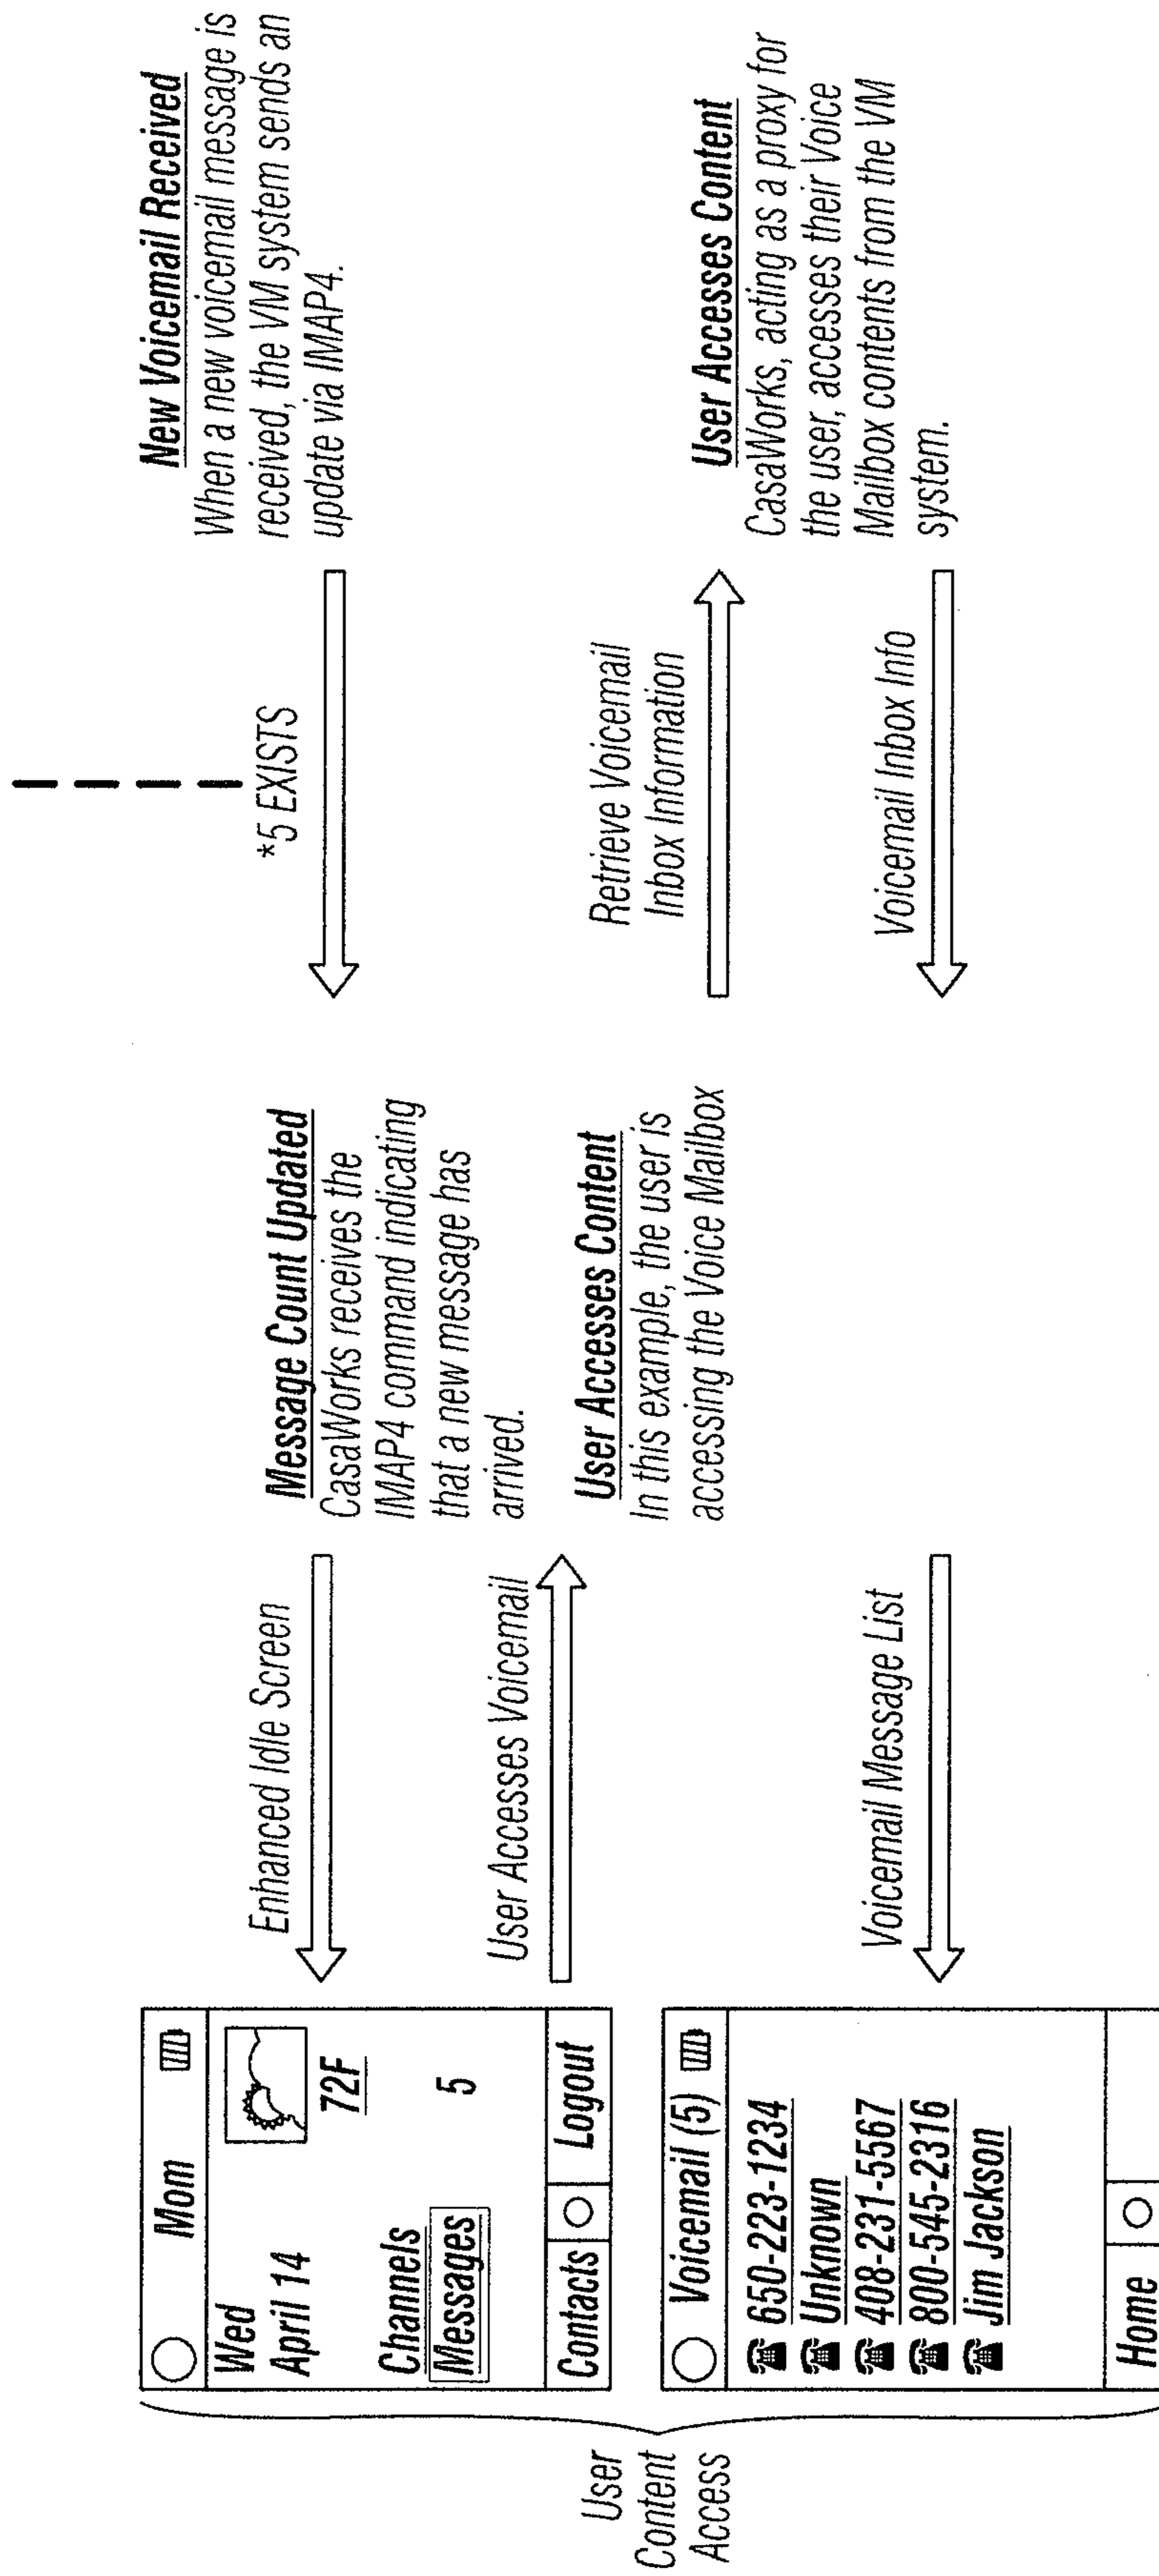 User
Content
Access
Mom
Wed
April 14
72F
Channels
Messages 5
Contacts Logout
Enhanced Idle Screen
Message Count Updated
CasaWorks receives the
IMAP4 command indicating
that a new message has
arrived.
*5 EXISTS
New Voicemail Received
When a new voicemail message is
received, the VM system sends an
update via IMAP4.
User Accesses Voicemail
User Accesses Content
In this example, the user is
accessing the Voice Mailbox
Retrieve Voicemail
Inbox Information
User Accesses Content
CasaWorks, acting as a proxy for
the user, accesses their Voice
Mailbox contents from the VM
system.
Voicemail (5)
650-223-1234
Unknown
408-231-5567
800-545-2316
Jim Jackson
Home
Voicemail Message List
Voicemail Inbox Info